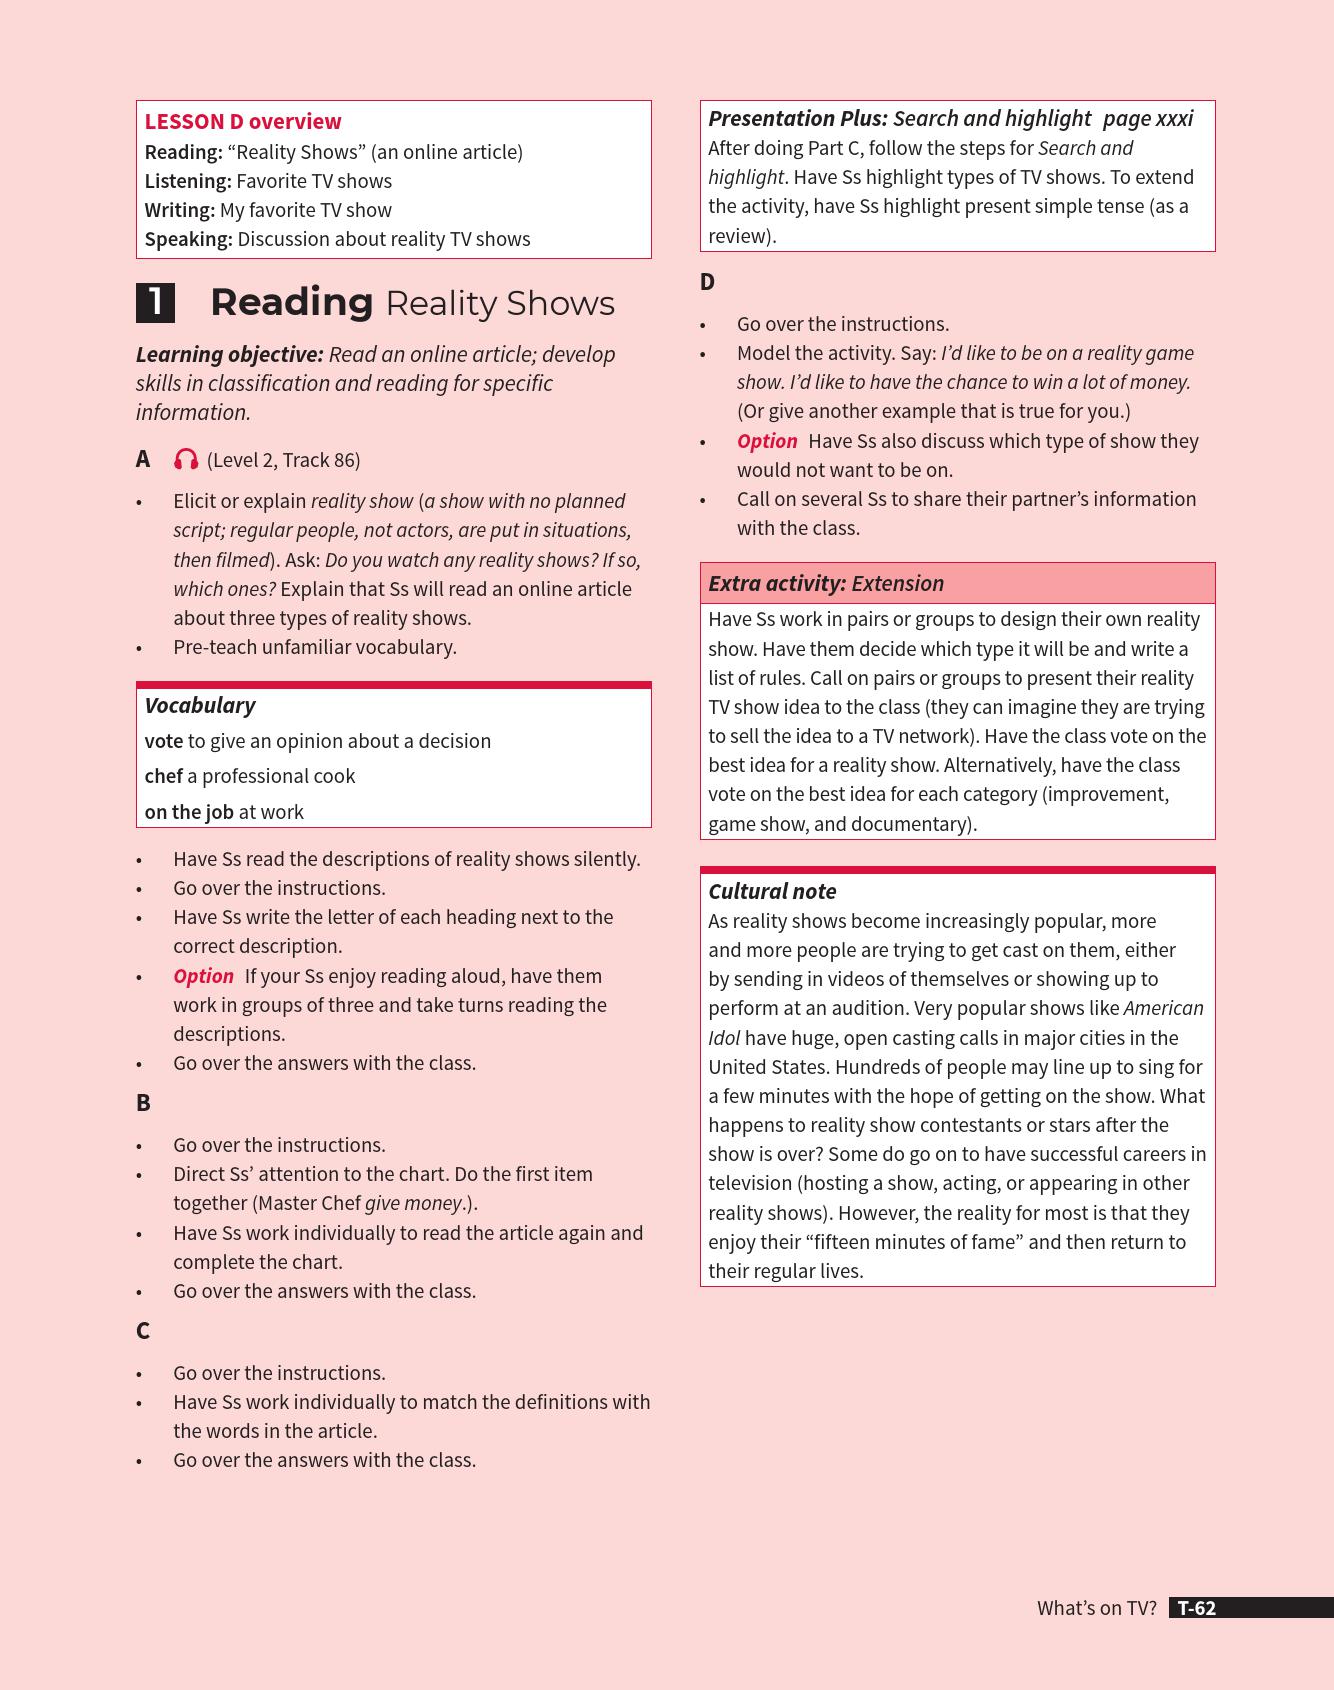 LESSON D overview
Reading: “Reality Shows” (an online article)
Listening: Favorite TV shows
Writing: My favorite TV show
Speaking: Discussion about reality TV shows
1 Reading Reality Shows
Learning objective: Read an online article; develop
skills in classification and reading for specific
information.
A (Level 2, Track 86)
• Elicit or explain reality show (a show with no planned
script; regular people, not actors, are put in situations,
then filmed). Ask: Do you watch any reality shows? If so,
which ones? Explain that Ss will read an online article
about three types of reality shows.
• Pre-teach unfamiliar vocabulary.
Vocabulary
vote to give an opinion about a decision
chef a professional cook
on the job at work
• Have Ss read the descriptions of reality shows silently.
• Go over the instructions.
• Have Ss write the letter of each heading next to the
correct description.
• Option If your Ss enjoy reading aloud, have them
work in groups of three and take turns reading the
descriptions.
• Go over the answers with the class.
B
• Go over the instructions.
• Direct Ss’ attention to the chart. Do the first item
together (Master Chef give money.).
• Have Ss work individually to read the article again and
complete the chart.
• Go over the answers with the class.
C
• Go over the instructions.
• Have Ss work individually to match the definitions with
the words in the article.
• Go over the answers with the class.
Presentation Plus: Search and highlight page xxxi
After doing Part C, follow the steps for Search and
highlight. Have Ss highlight types of TV shows. To extend
the activity, have Ss highlight present simple tense (as a
review).
D
• Go over the instructions.
• Model the activity. Say: I’d like to be on a reality game
show. I’d like to have the chance to win a lot of money.
(Or give another example that is true for you.)
• Option Have Ss also discuss which type of show they
would not want to be on.
• Call on several Ss to share their partner’s information
with the class.
Extra activity: Extension
Have Ss work in pairs or groups to design their own reality
show. Have them decide which type it will be and write a
list of rules. Call on pairs or groups to present their reality
TV show idea to the class (they can imagine they are trying
to sell the idea to a TV network). Have the class vote on the
best idea for a reality show. Alternatively, have the class
vote on the best idea for each category (improvement,
game show, and documentary).
Cultural note
As reality shows become increasingly popular, more
and more people are trying to get cast on them, either
by sending in videos of themselves or showing up to
perform at an audition. Very popular shows like American
Idol have huge, open casting calls in major cities in the
United States. Hundreds of people may line up to sing for
a few minutes with the hope of getting on the show. What
happens to reality show contestants or stars after the
show is over? Some do go on to have successful careers in
television (hosting a show, acting, or appearing in other
reality shows). However, the reality for most is that they
enjoy their “fifteen minutes of fame” and then return to
their regular lives.
What’s on TV? T-62